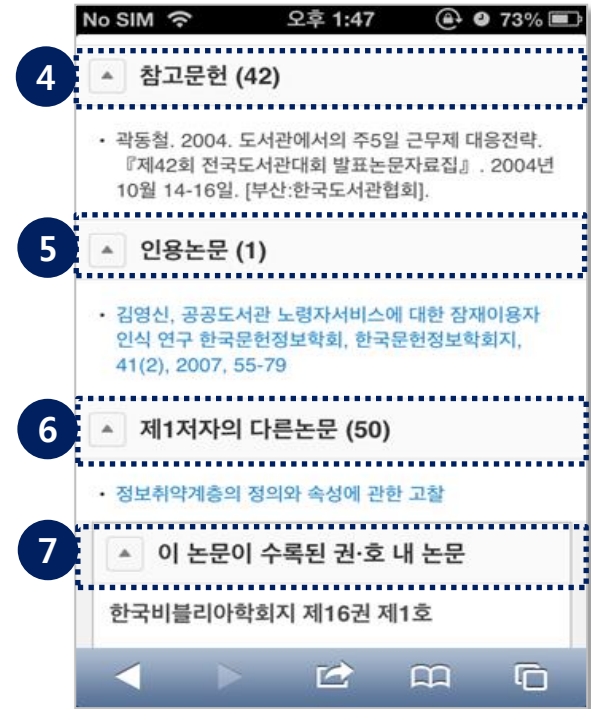 No SIM 오후 1:47 73%
4 참고문헌 (42)
• 곽동철. 2004. 도서관에서의 주5일 근무제 대응전략.
『제42회 전국도서관대회 발표논문자료집』. 2004년
10월 14-16일. [부산:한국도서관협회].
5 인용논문 (1)
• 김영신, 공공도서관 노령자서비스에 대한 잠재이용자
인식 연구 한국문헌정보학회, 한국문헌정보학회지,
41(2), 2007, 55-79
6 제1저자의 다른논문 (50)
• 정보취약계층의 정의와 속성에 관한 고찰
7 이 논문이 수록된 권·호 내 논문
한국비블리아학회지 제16권 제1호